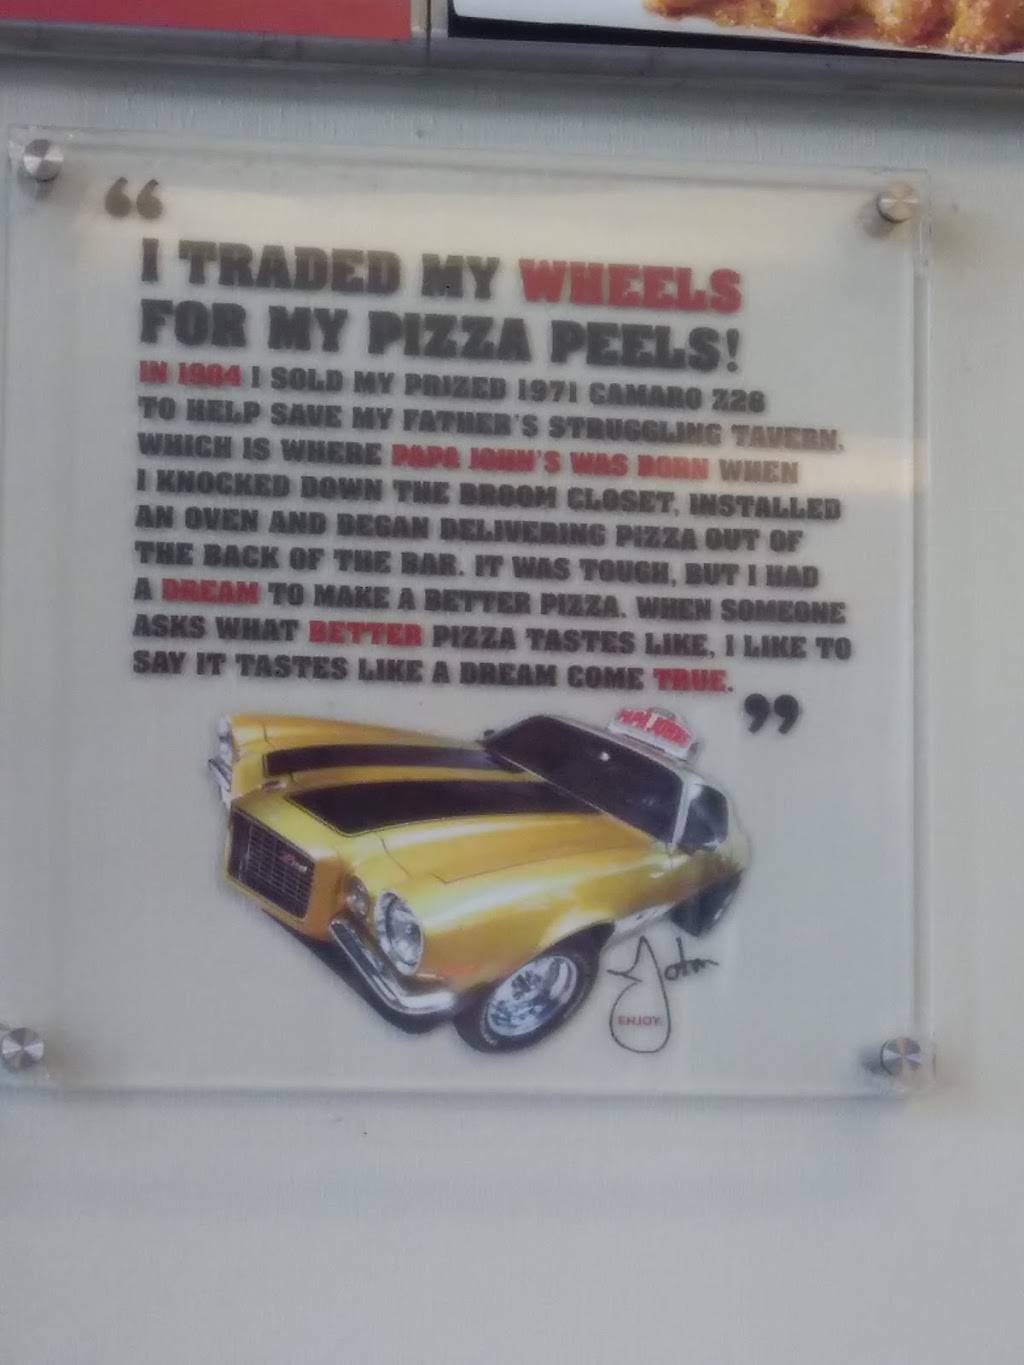 “
I TRADED MY WHEELS
FOR MY PIZZA PEELS!
IN 1984 I SOLD MY PRIZED 1971 CAMARO Z28
TO HELP SAVE MY FATHER'S STRUGGLING TAVERN.
WHICH IS WHERE PAPA JOHN'S WAS BORN WHEN
I KNOCKED DOWN THE BROOM CLOSET, INSTALLED
AN OVEN AND BEGAN DELIVERING PIZZA OUT OF
THE BACK OF THE BAR. IT WAS TOUGH, BUT I HAD
A DREAM TO MAKE A BETTER PIZZA. WHEN SOMEONE
ASKS WHAT BETTER PIZZA TASTES LIKE, I LIKE TO
SAY IT TASTES LIKE A DREAM COME TRUE.
”
PAPA JOHN'S
John
ENJOY.